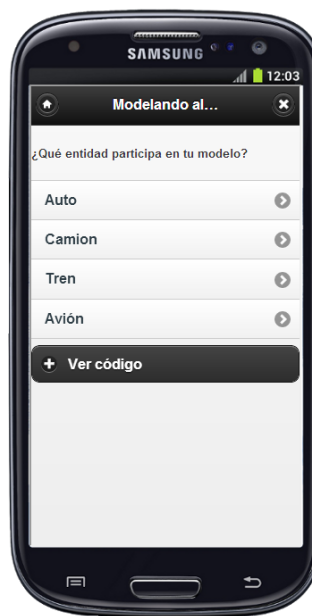 SAMSUNG
12:03
Modelando al...
¿Qué entidad participa en tu modelo?
Auto
Camion
Tren
Avión
Ver código